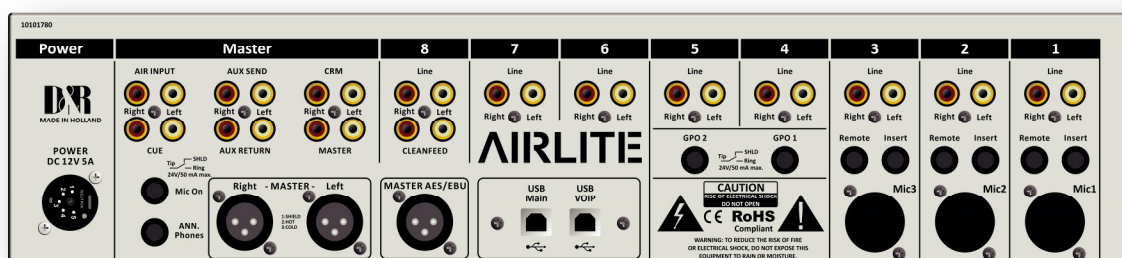 10101780
Power Master 8 7 6 5 4 3 2 1
AIR INPUT AUX SEND CRM Line Line Line Line Line Line Line Line
D&R
Right Left Right Left Right Left Right Left Right Left Right Left Right Left Right Left Right Left Right Left Right Left
MADE IN HOLLAND
CUE AUX RETURN MASTER CLEANFEED
AIRLITE
GPO 2 GPO 1
Remote Insert Remote Insert Remote Insert
POWER
DC 12V 5A
Tip SHLD
Ring
24V/50 mA max.
Tip SHLD
Ring
24V/50 mA max.
Mic On
Right - MASTER - Left
MASTER AES/EBU
USB
Main
USB
VOIP
CAUTION
RISC OF ELECTRICAL SHOCK
DO NOT OPEN
Mic3 Mic2 Mic1
1:SHIELD
2:HOT
3:COLD
CE RoHS
Compliant
ANN.
Phones
WARNING: TO REDUCE THE RISK OF FIRE
OR ELECTRICAL SHOCK, DO NOT EXPOSE THIS
EQUIPMENT TO RAIN OR MOISTURE.